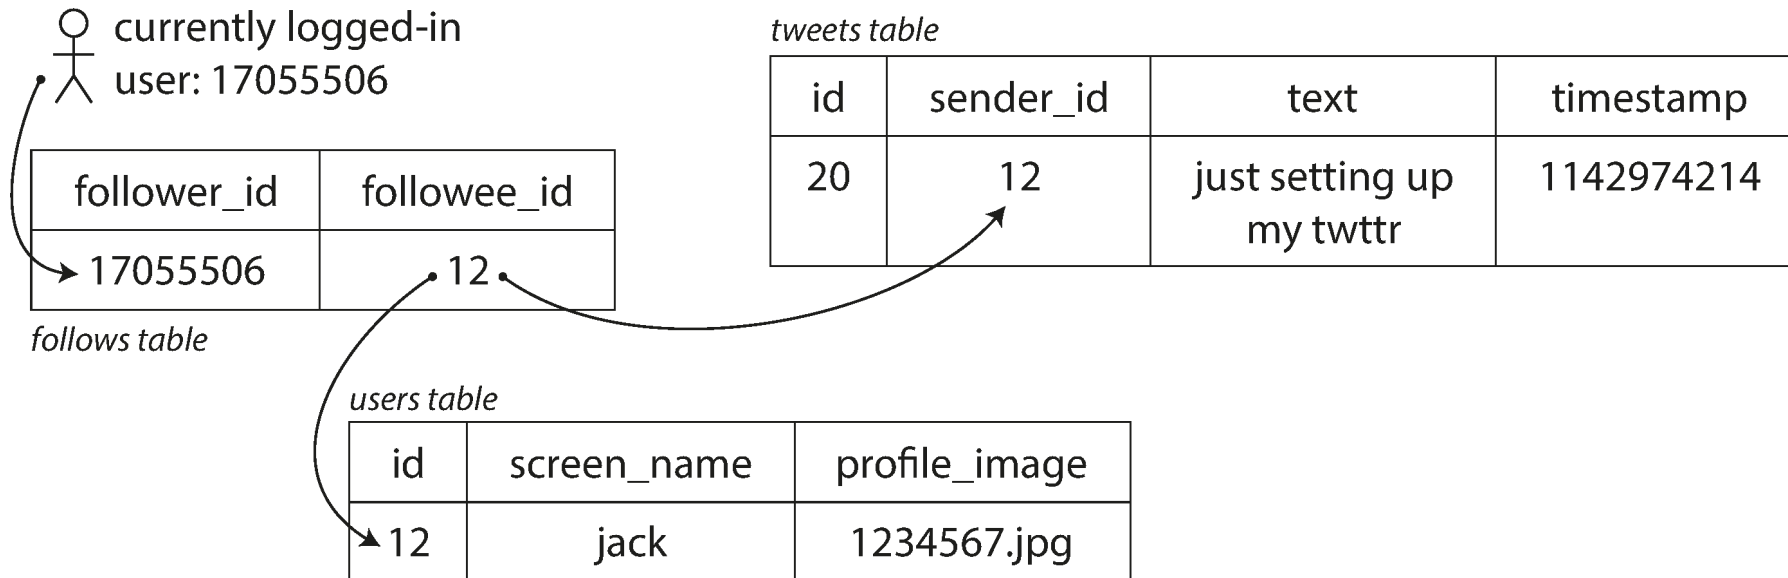 currently logged-in
user: 17055506
follower_id followee_id
17055506 12
follows table
tweets table
id sender_id text timestamp
20 12 just setting up 1142974214
my twttr
users table
id screen_name profile_image
12 jack 1234567.jpg